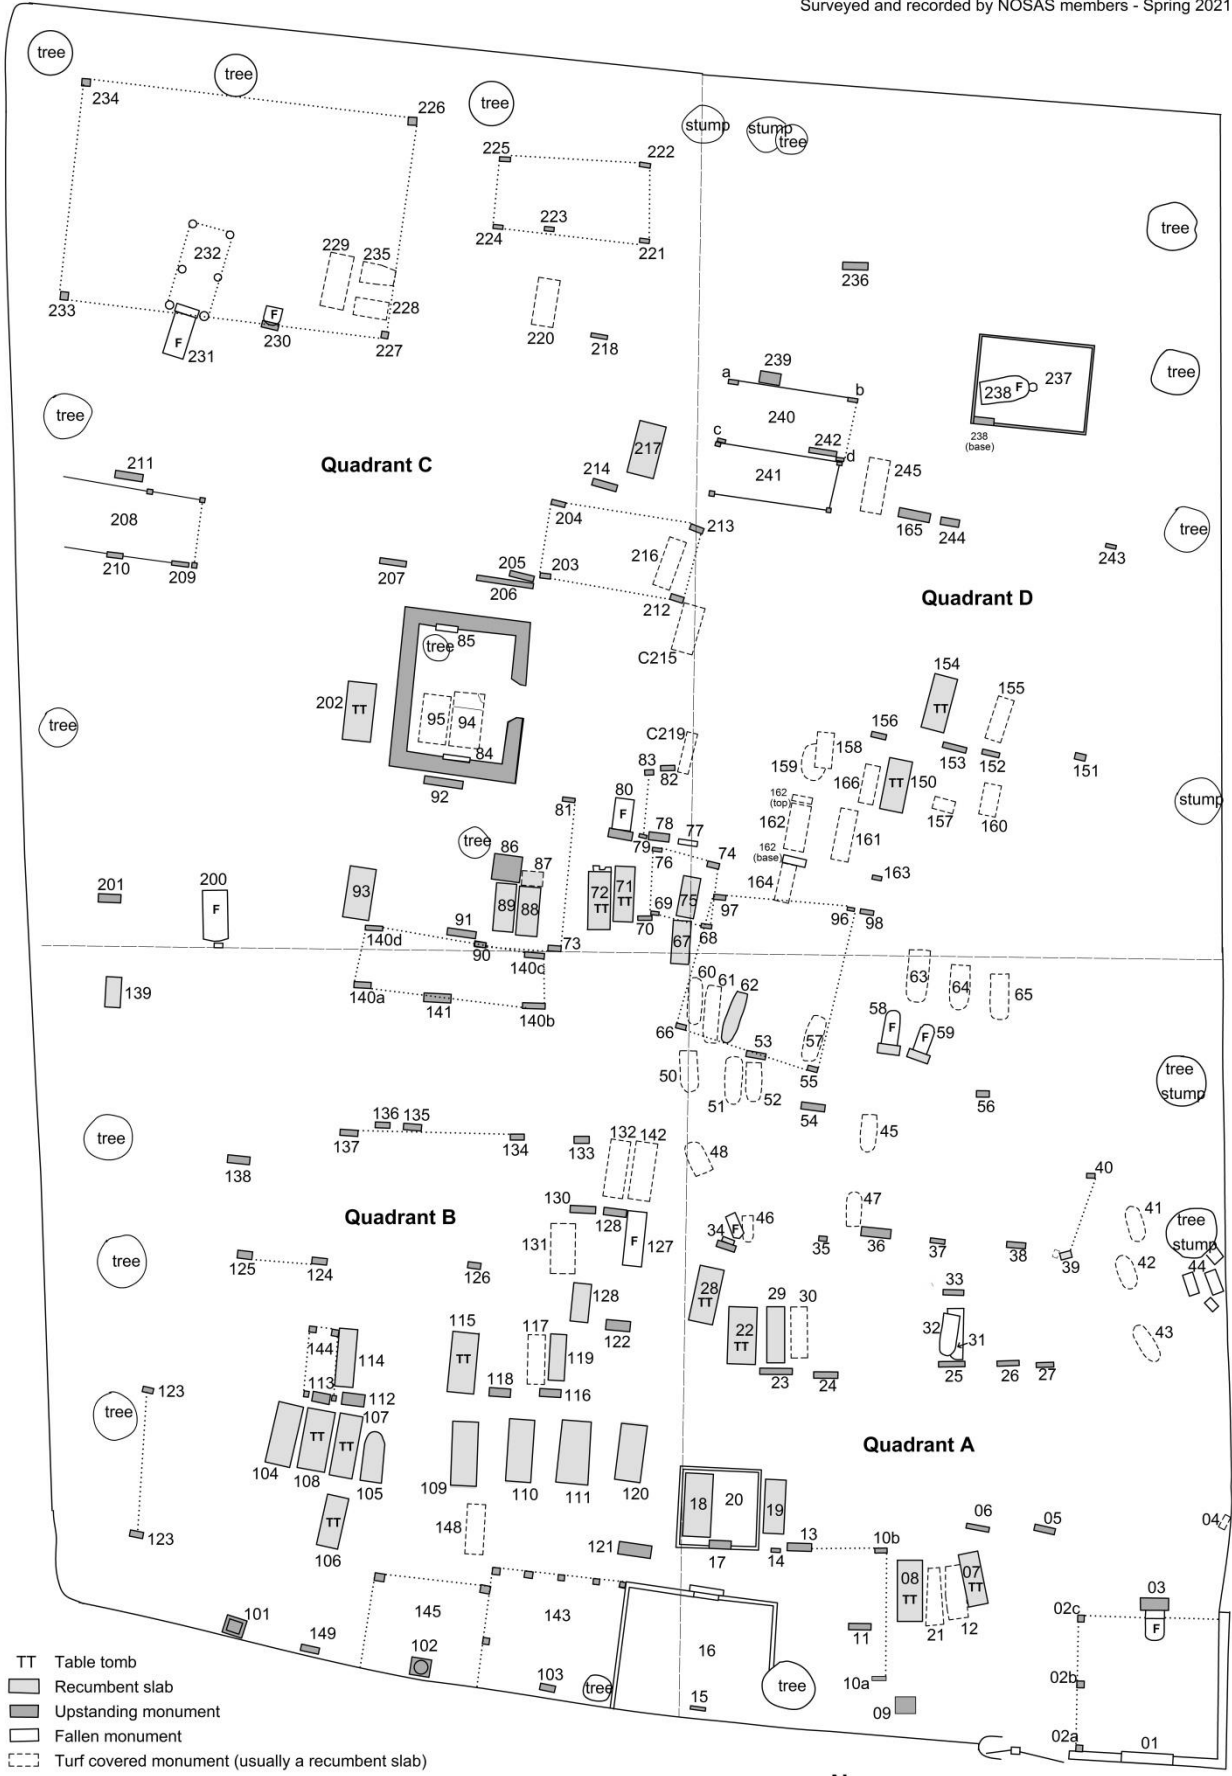 Surveyed and recorded by NOSAS members - Spring 2021
tree
tree
tree
234
226
stump
stump
tree
225
222
223
224
221
tree
232
229
235
228
236
233
F
230
227
F
231
220
218
239
a
b
tree
238
F
237
240
238
(base)
tree
c
242
d
241
245
Quadrant C
217
211
214
208
204
213
165
244
tree
243
210
209
207
205
206
203
216
212
Quadrant D
tree
85
C215
154
TT
155
202
TT
95
94
84
tree
C219
156
158
159
153
152
151
92
83
82
166
TT
150
80
F
162
(top)
162
157
160
stump
81
161
tree
86
78
77
79
76
162
(base)
74
164
163
87
93
72
TT
71
TT
89
88
75
201
200
F
69
70
97
96
98
91
68
140d
90
73
67
140c
139
60
61
62
63
64
65
140a
141
140b
66
58
F
F
59
53
57
50
51
52
55
54
56
tree
stump
136
135
137
134
133
132
142
48
45
tree
138
40
130
128
47
41
Quadrant B
34
F
46
35
36
37
38
39
tree
stump
131
F
127
125
124
126
42
44
tree
28
TT
33
128
29
30
115
117
22
TT
32
31
43
144
114
TT
119
122
113
112
118
116
23
24
25
26
27
123
107
tree
TT
TT
104
108
105
109
110
111
120
Quadrant A
18
20
19
06
05
04
TT
106
148
123
121
17
14
13
10b
08
TT
07
TT
03
F
02c
145
143
101
149
102
103
tree
16
15
tree
11
21
12
10a
09
02b
02a
01
TT Table tomb
Recumbent slab
Upstanding monument
Fallen monument
Turf covered monument (usually a recumbent slab)